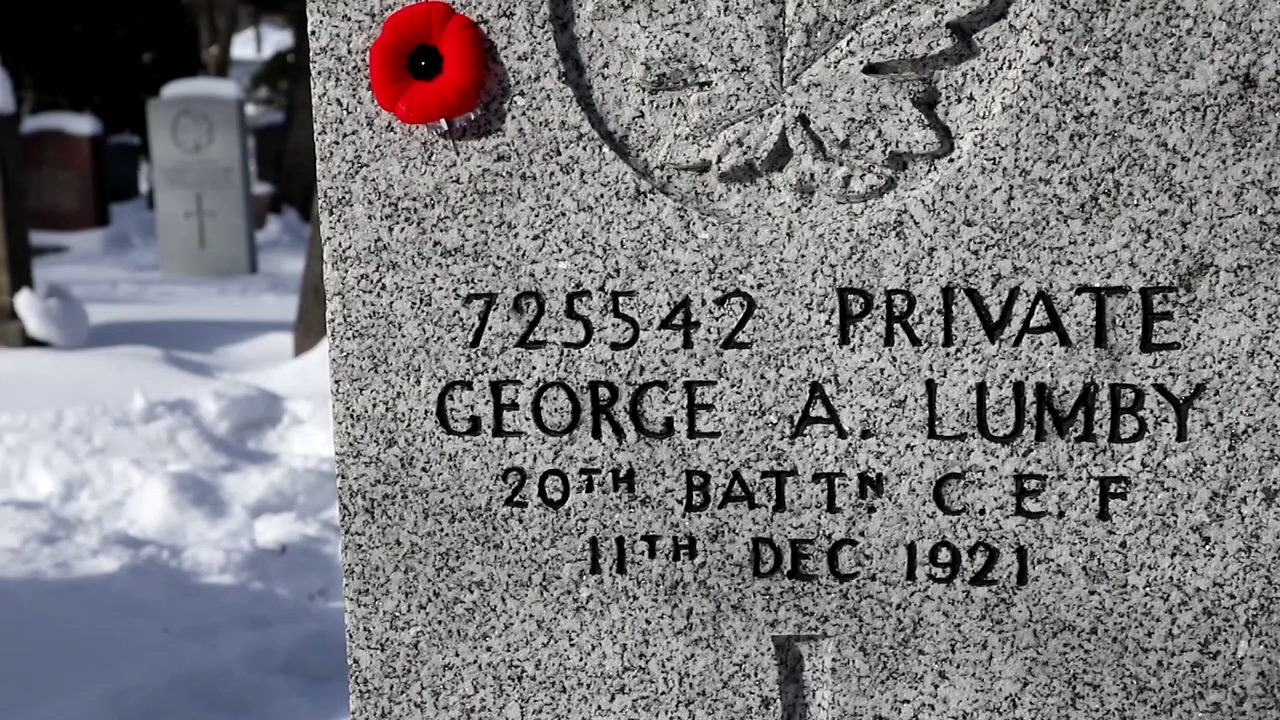 725542 PRIVATE
GEORGE A. LUMBY
20TH BATTN C.E.F
11TH DEC 1921